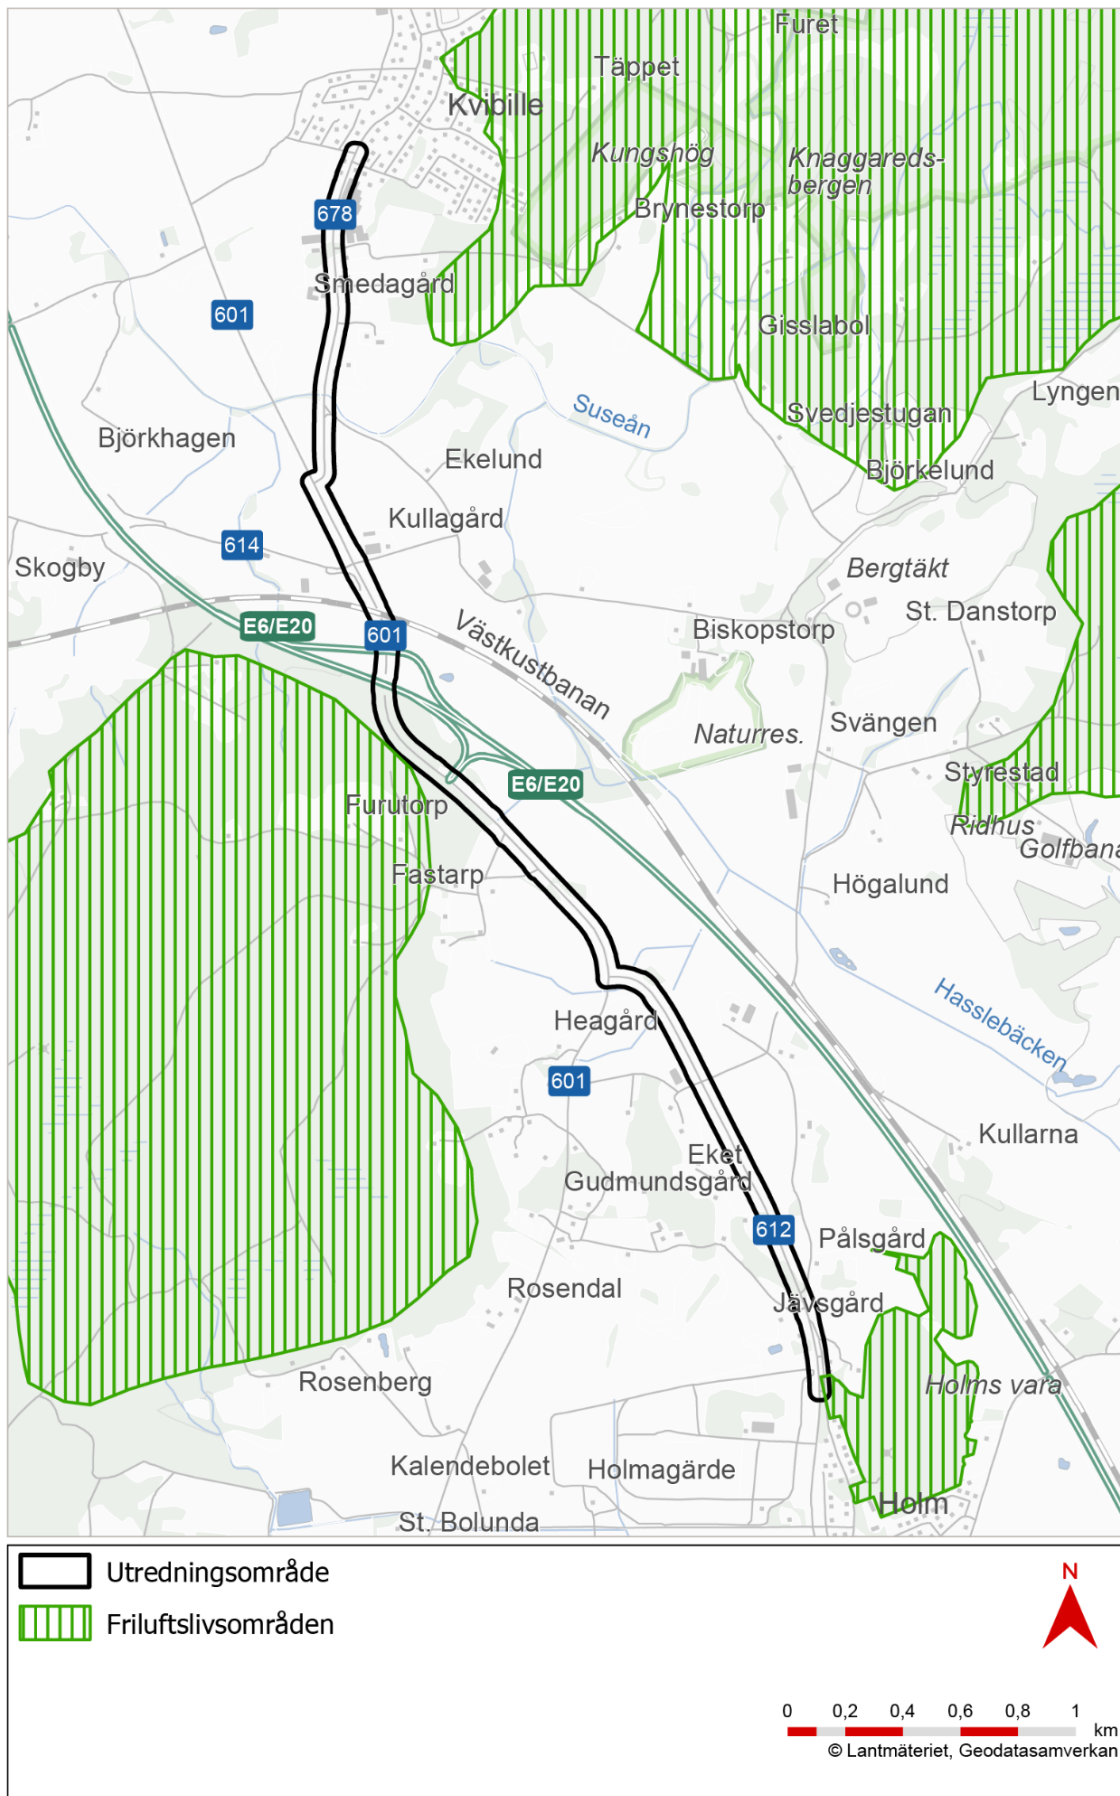 Furet
Täppet
Kvibille
Kungshög
Knaggareds-
bergen
Brynestorp
678
Smedagård
601
Gisslabol
Lyngen
Suseån
Svedjestugan
Björkhagen
Ekelund
Björkelund
Kullagård
614
Skogby
Bergtäkt
St. Danstorp
E6/E20
601
Västkustbanan
Biskopstorp
Svängen
Naturres.
Styrestad
E6/E20
Furutorp
Ridhus
Golfbana
Fastarp
Högalund
Hasslebäcken
Heagård
601
Kullarna
Eket
Gudmundsgård
612
Pålsgård
Rosendal
Jävsgård
Rosenberg
Holms vara
Kalendebolet
Holmagärde
Holm
St. Bolunda
Utredningsområde
Friluftslivsområden
N
0 0,2 0,4 0,6 0,8 1
km
© Lantmäteriet, Geodatasamverkan